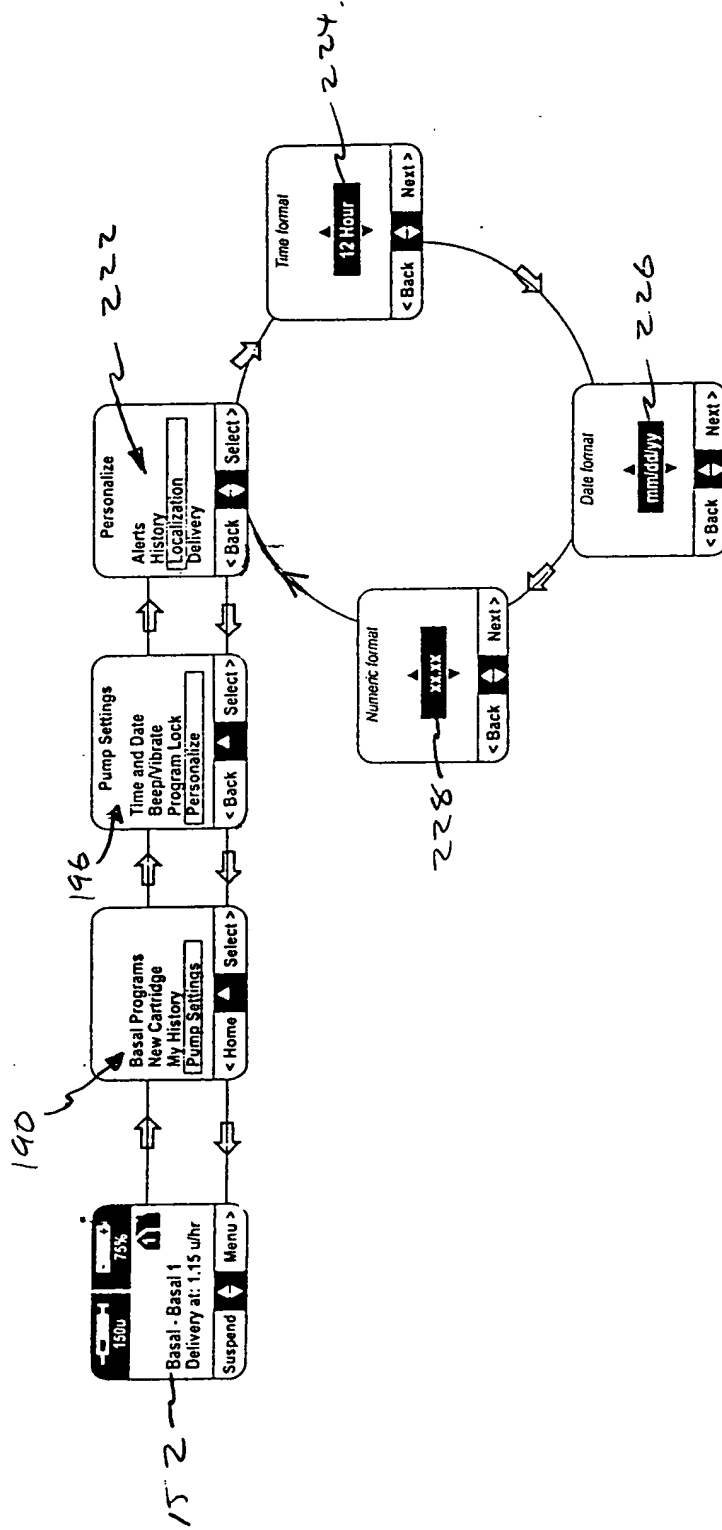 190
150u
75%
1
152
Basal - Basal 1
Delivery at: 1.15 u/hr
Suspend
Menu >
Basal Programs
New Cartridge
My History
Pump Settings
< Home
Select >
196
Pump Settings
Time and Date
Beep/Vibrate
Program Lock
Personalize
< Back
Select >
222
Personalize
Alerts
History
Localization
Delivery
< Back
Select >
224.
Time format
12 Hour
< Back
Next >
226
Date format
mm/dd/yy
< Back
Next >
228
Numeric format
xx.xx
< Back
Next >